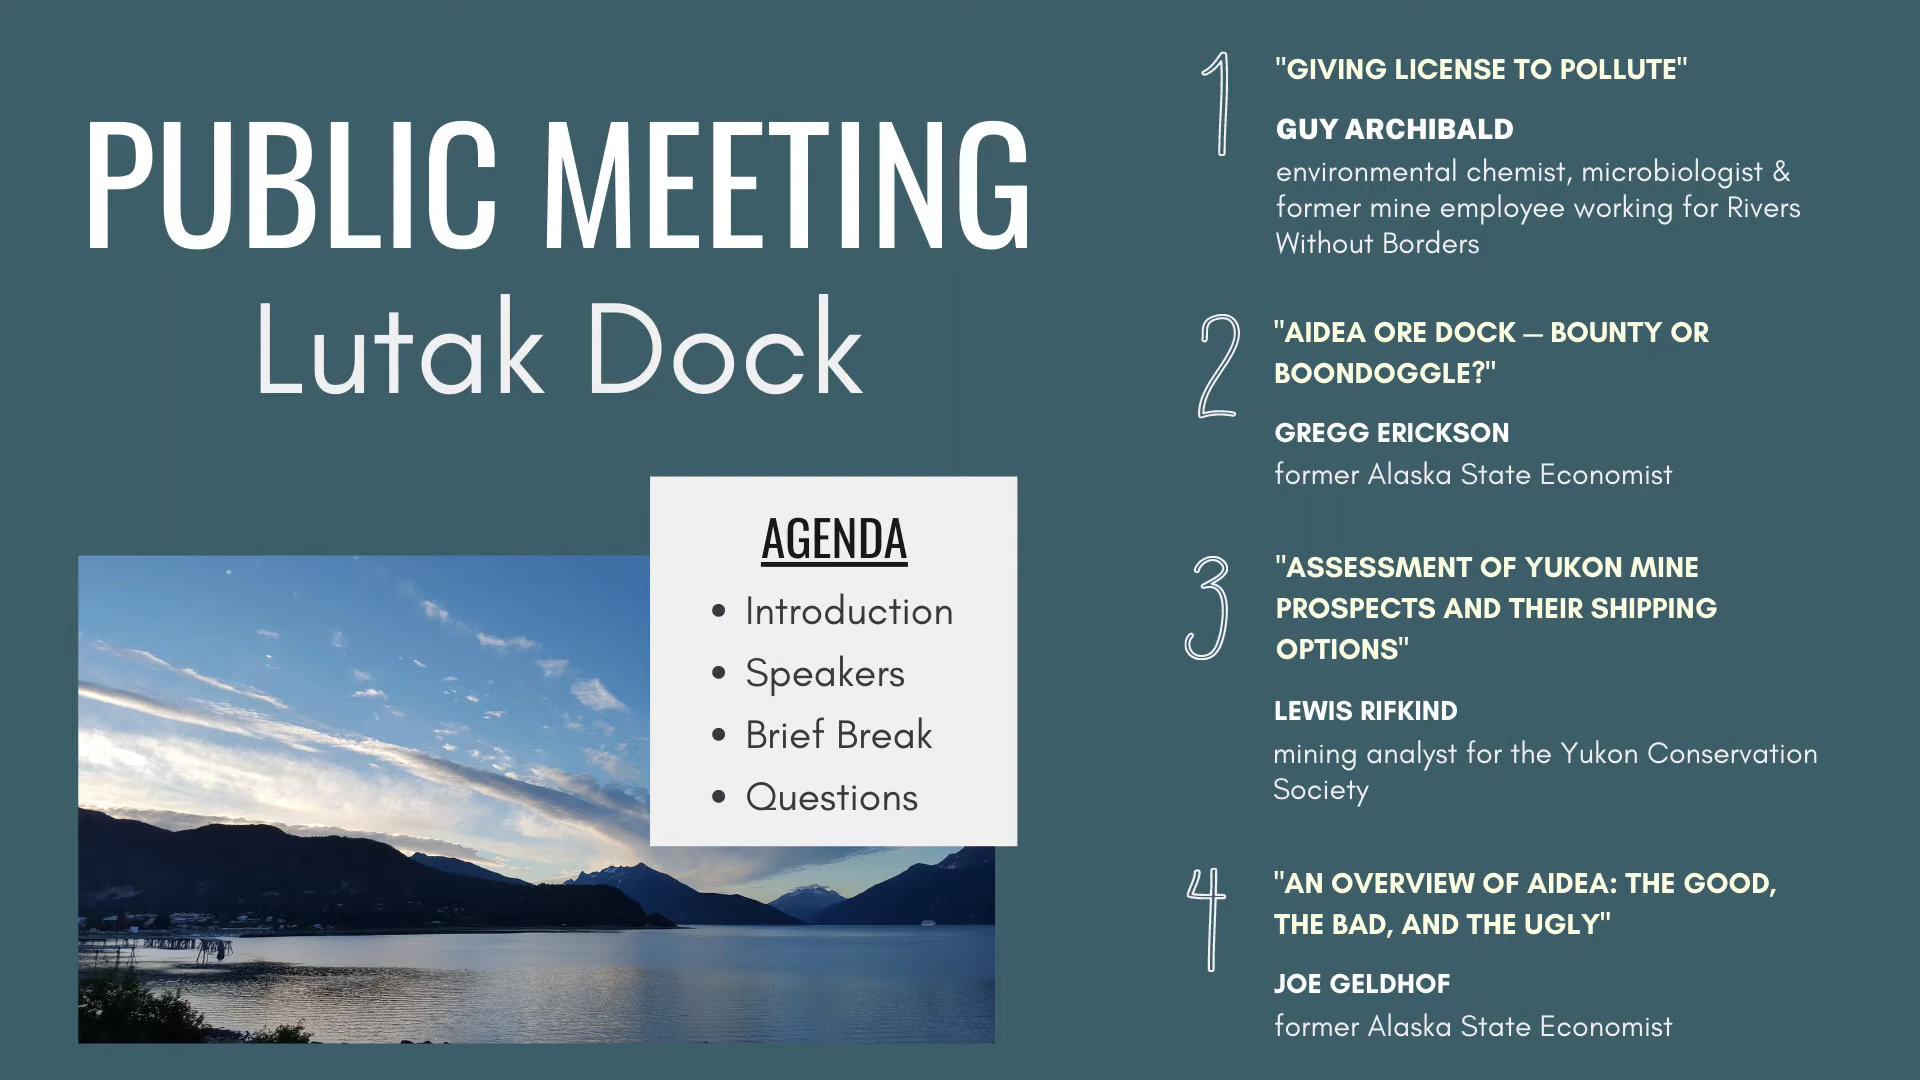 PUBLIC MEETING
Lutak Dock
AGENDA
• Introduction
• Speakers
• Brief Break
• Questions
1
"GIVING LICENSE TO POLLUTE"
GUY ARCHIBALD
environmental chemist, microbiologist &
former mine employee working for Rivers
Without Borders
2
"AIDEA ORE DOCK — BOUNTY OR
BOONDOGGLE?"
GREGG ERICKSON
former Alaska State Economist
3
"ASSESSMENT OF YUKON MINE
PROSPECTS AND THEIR SHIPPING
OPTIONS"
LEWIS RIFKIND
mining analyst for the Yukon Conservation
Society
4
"AN OVERVIEW OF AIDEA: THE GOOD,
THE BAD, AND THE UGLY"
JOE GELDHOF
former Alaska State Economist